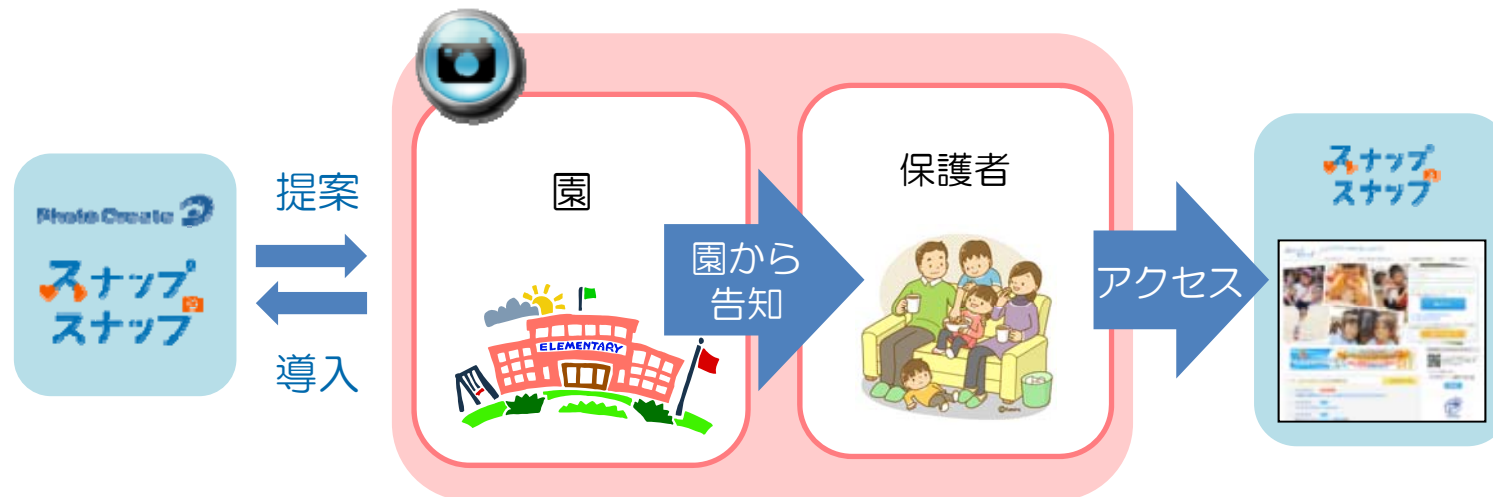 Photo Create
スナップ
スナップ
提案
導入
園
ELEMENTARY
園から
告知
保護者
アクセス
スナップ
スナップ